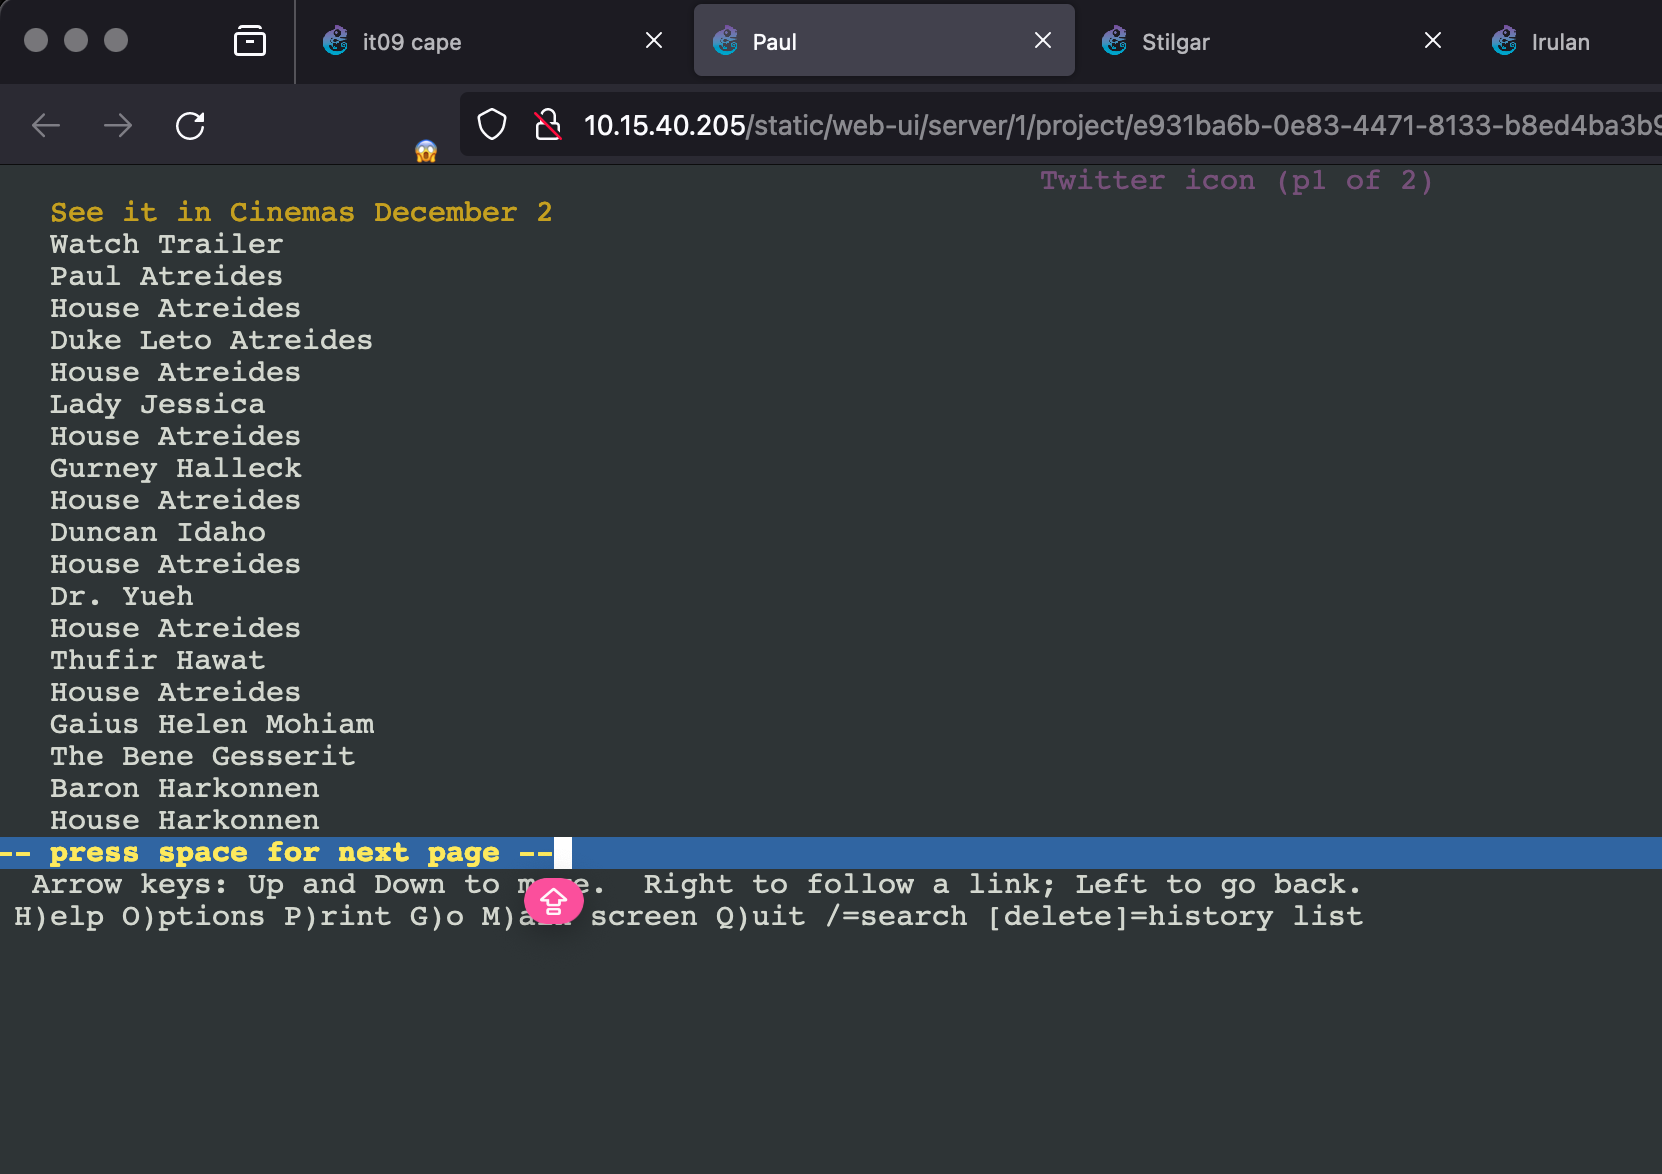 it09 cape
Paul
Stilgar
Irulan
10.15.40.205/static/web-ui/server/1/project/e931ba6b-0e83-4471-8133-b8ed4ba3b9
Twitter icon (p1 of 2)
See it in Cinemas December 2
Watch Trailer
Paul Atreides
House Atreides
Duke Leto Atreides
House Atreides
Lady Jessica
House Atreides
Gurney Halleck
House Atreides
Duncan Idaho
House Atreides
Dr. Yueh
House Atreides
Thufir Hawat
House Atreides
Gaius Helen Mohiam
The Bene Gesserit
Baron Harkonnen
House Harkonnen
-- press space for next page --
Arrow keys: Up and Down to move.  Right to follow a link; Left to go back.
H)elp O)ptions P)rint G)o M)ain screen Q)uit /=search [delete]=history list